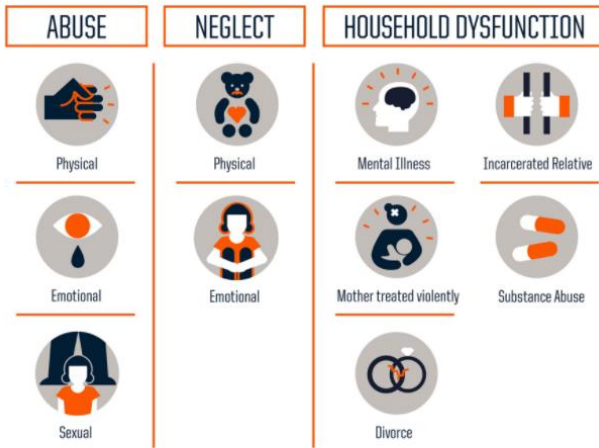 ABUSE
Physical
Emotional
Sexual
NEGLECT
Physical
Emotional
HOUSEHOLD DYSFUNCTION
Mental Illness
Incarcerated Relative
Mother treated violently
Substance Abuse
Divorce